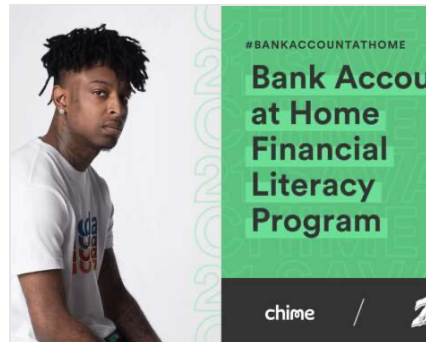 #BANKACCOUNTATHOME
Bank Accou
at Home
Financial
Literacy
Program
chime /